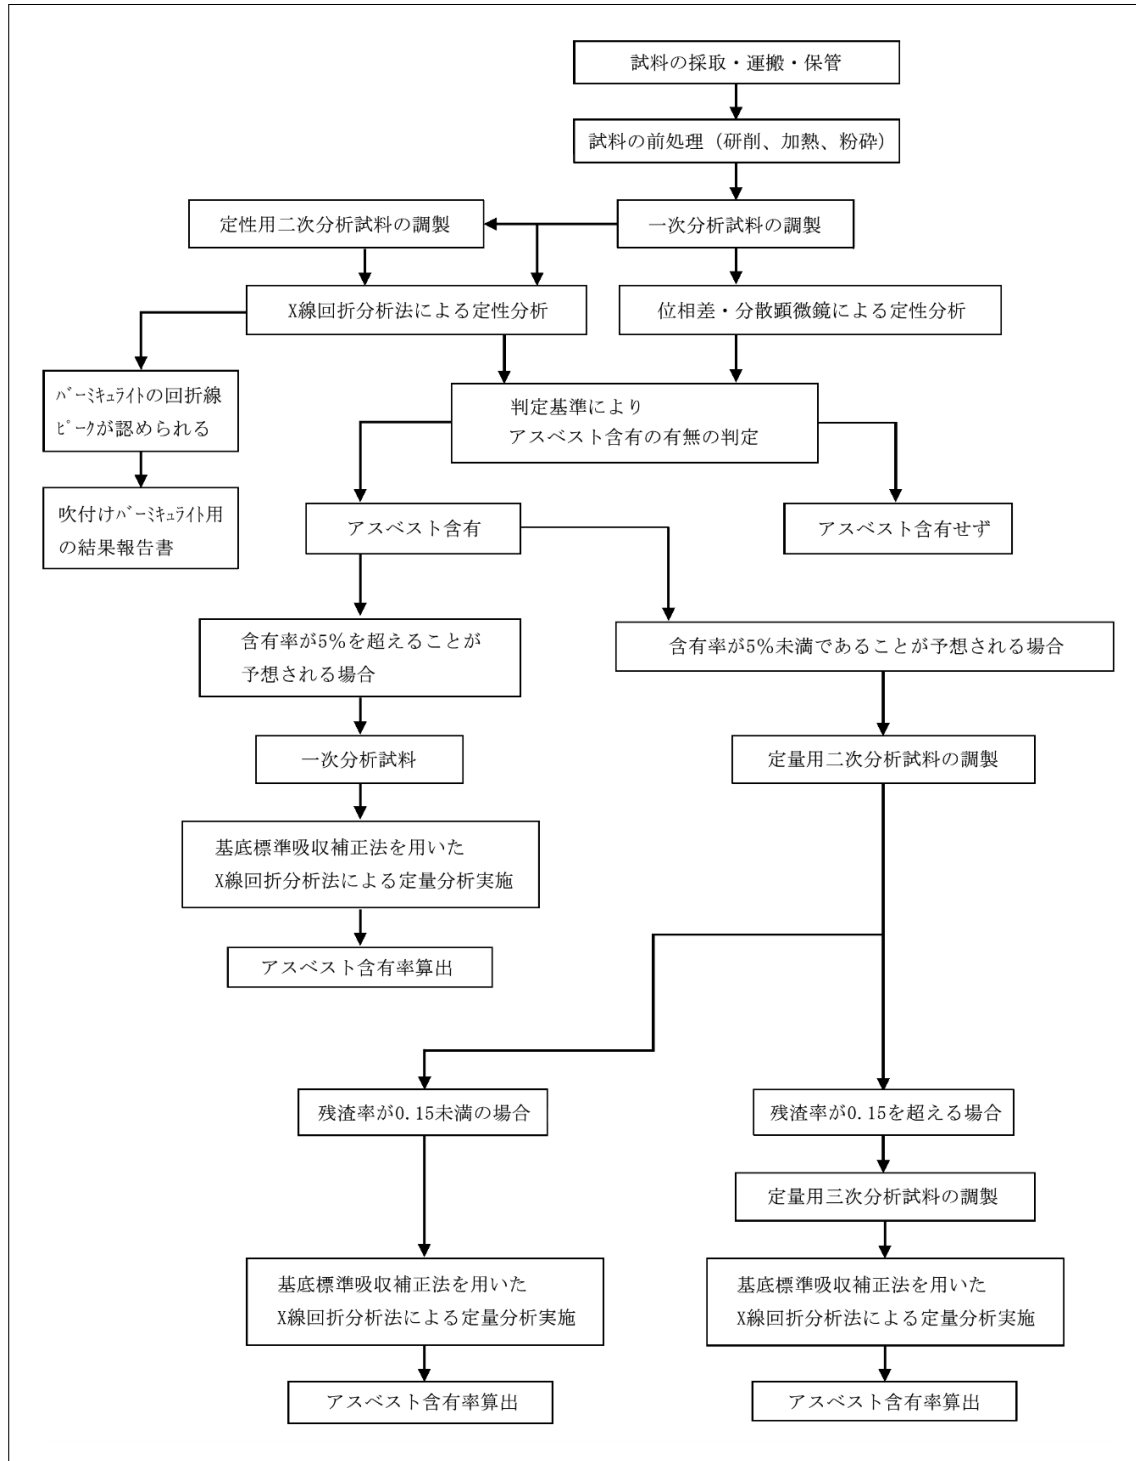 試料の採取・運搬・保管
試料の前処理（研削、加熱、粉砕）
定性用二次分析試料の調製
一次分析試料の調製
X線回折分析法による定性分析
位相差・分散顕微鏡による定性分析
ﾊﾞｰﾐｷｭﾗｲﾄの回折線
ﾋﾟｰクが認められる
判定基準により
アスベスト含有の有無の判定
吹付けﾊﾞｰﾐｷｭﾗｲﾄ用
の結果報告書
アスベスト含有
アスベスト含有せず
含有率が5%を超えることが
予想される場合
含有率が5%未満であることが予想される場合
一次分析試料
定量用二次分析試料の調製
基底標準吸収補正法を用いた
X線回折分析法による定量分析実施
アスベスト含有率算出
残渣率が0.15未満の場合
残渣率が0.15を超える場合
定量用三次分析試料の調製
基底標準吸収補正法を用いた
X線回折分析法による定量分析実施
基底標準吸収補正法を用いた
X線回折分析法による定量分析実施
アスベスト含有率算出
アスベスト含有率算出